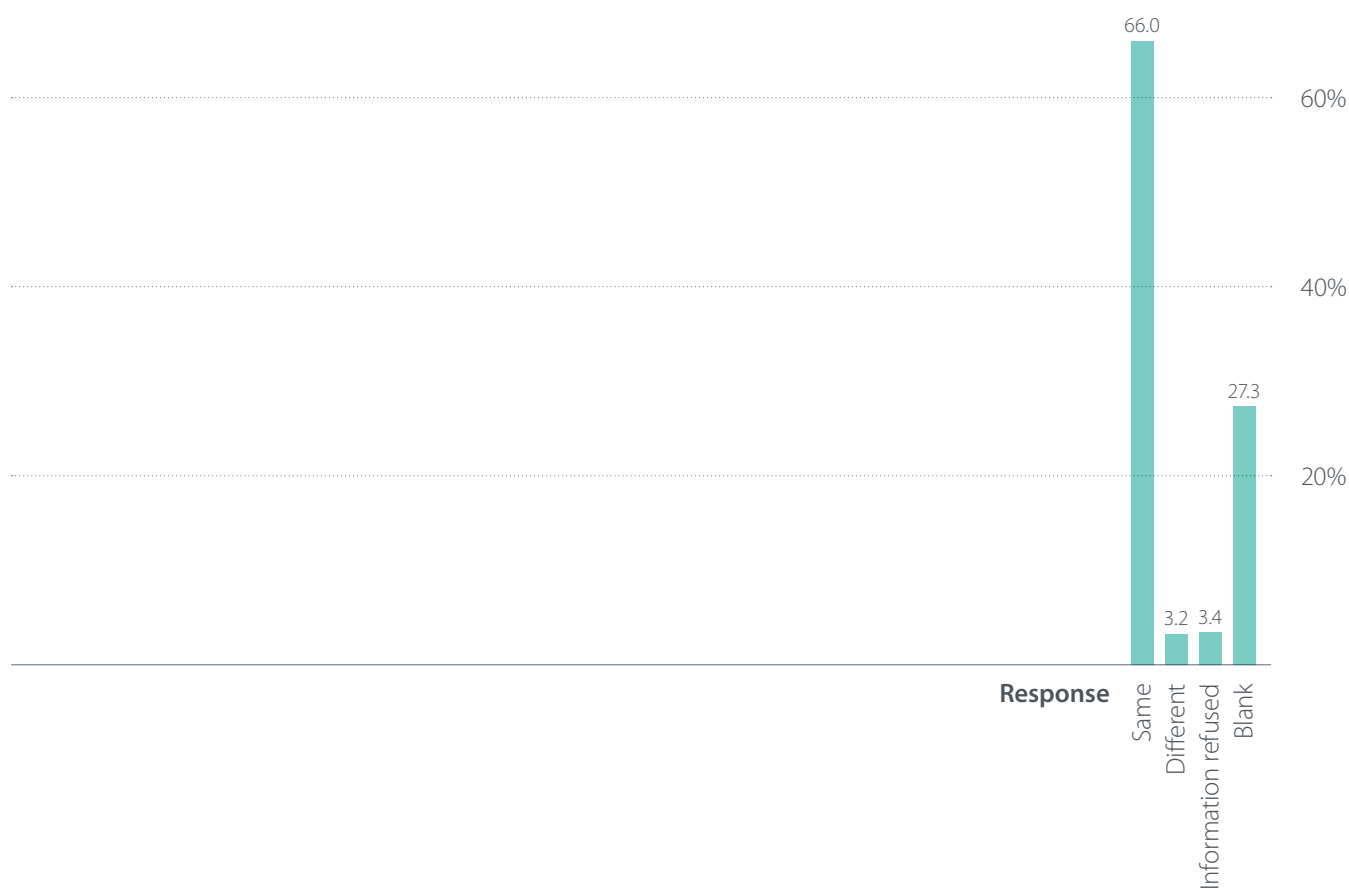 66.0
60%
40%
27.3
20%
3.2
3.4
Response
Same
Different
Information refused
Blank